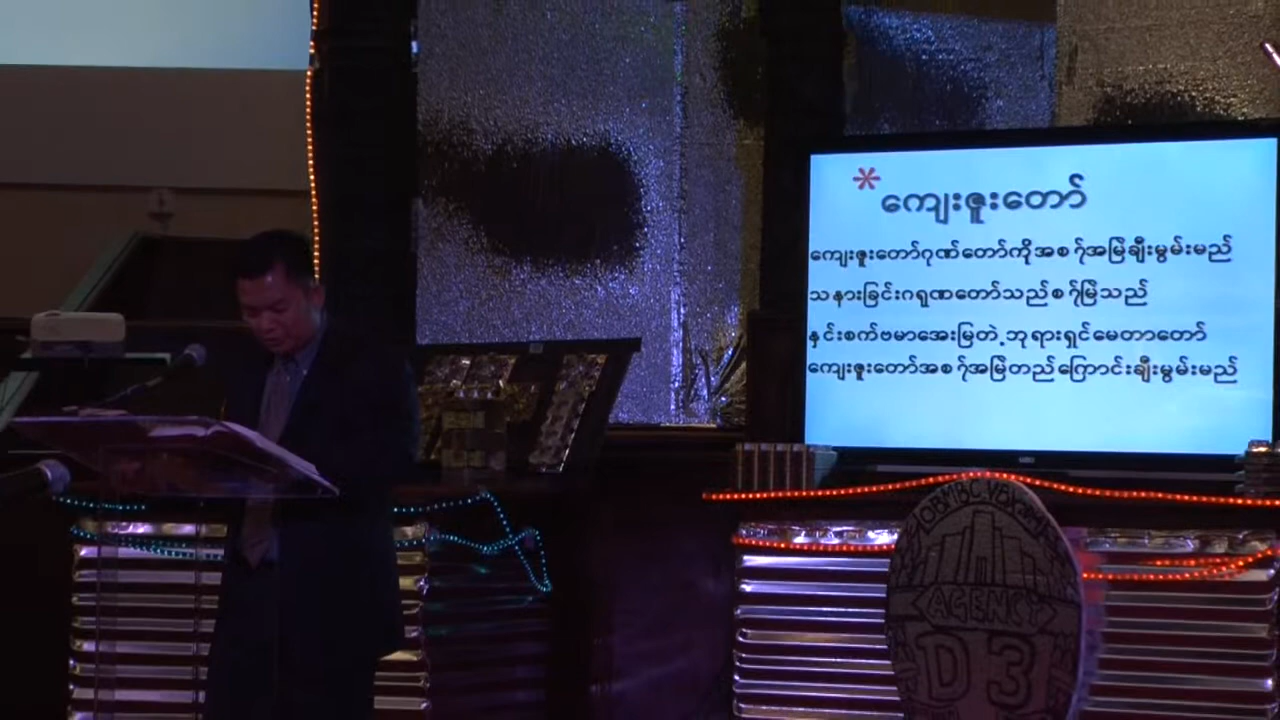 *ကျေးဇူးတော်
ကျေးဇူးတော်ဂုဏ်တော်ကိုအစဉ်အမြဲချီးမွမ်းမည်
သနားခြင်းဂရုဏတော်သည်စဉ်မြဲသည်
နှင်းစက်ဗမာအေးမြတဲ့ဘုရားရှင်မေတာတော်
ကျေးဇူးတော်အစဉ်အမြဲတည်ကြောင်းချီးမွမ်းမည်
AGENCY
D3